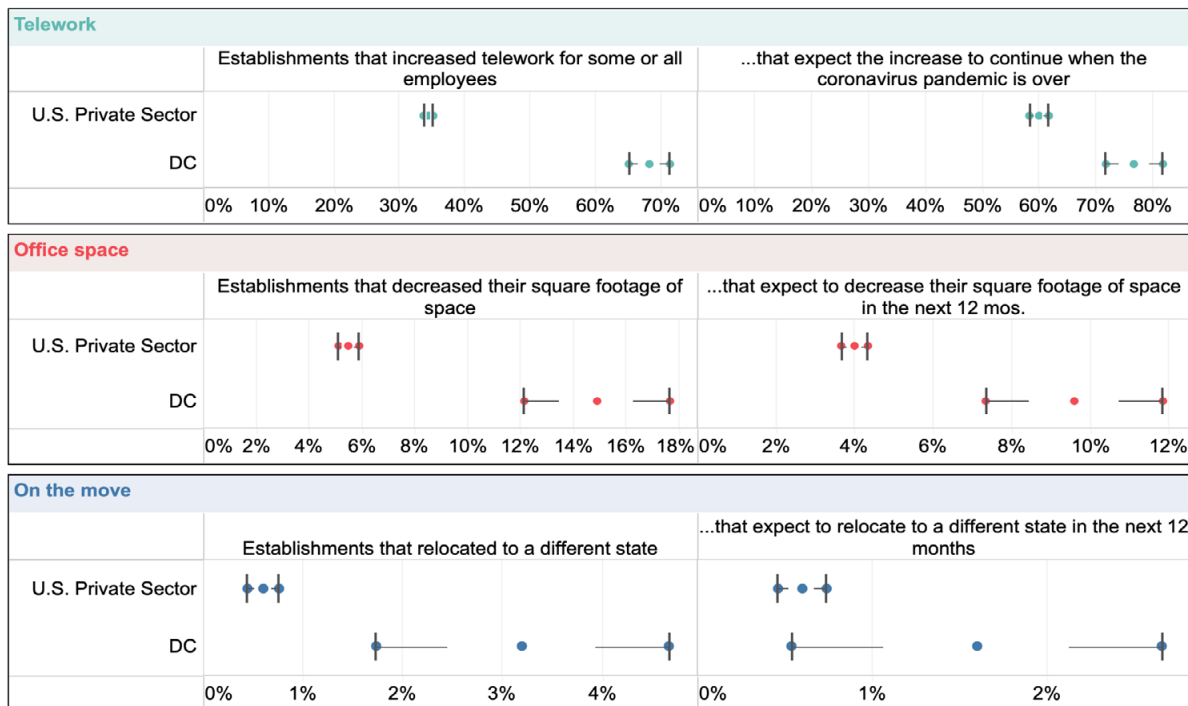 Telework
Establishments that increased telework for some or all
employees
...that expect the increase to continue when the
coronavirus pandemic is over
U.S. Private Sector
DC
0% 10% 20% 30% 40% 50% 60% 70%
0% 10% 20% 30% 40% 50% 60% 70% 80%
Office space
Establishments that decreased their square footage of
space
...that expect to decrease their square footage of space
in the next 12 mos.
U.S. Private Sector
DC
0% 2% 4% 6% 8% 10% 12% 14% 16% 18%
0% 2% 4% 6% 8% 10% 12%
On the move
Establishments that relocated to a different state
...that expect to relocate to a different state in the next 12
months
U.S. Private Sector
DC
0% 1% 2% 3% 4%
0% 1% 2%